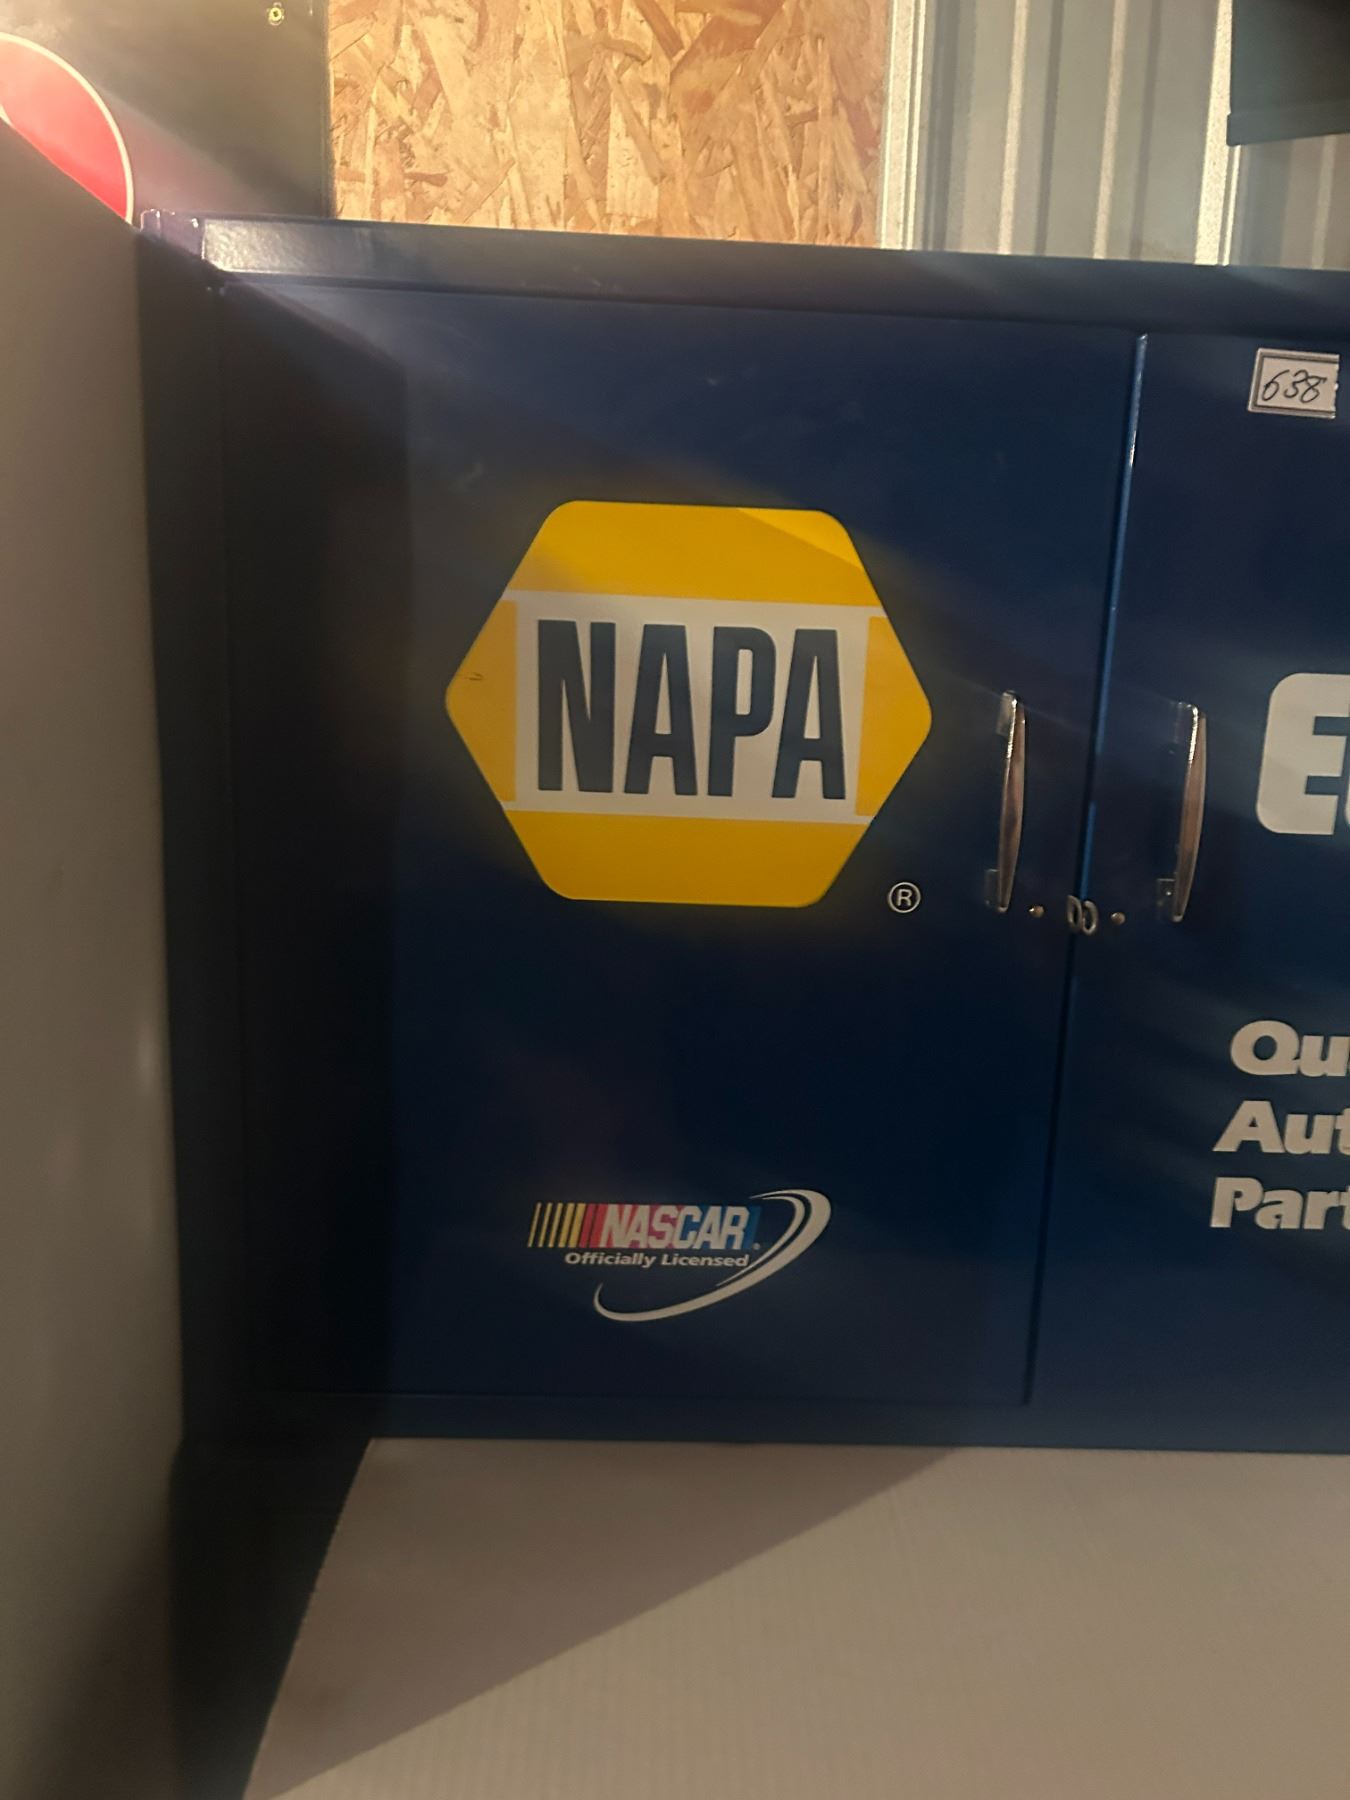 638
NAPA
®
NASCAR.
Officially Licensed